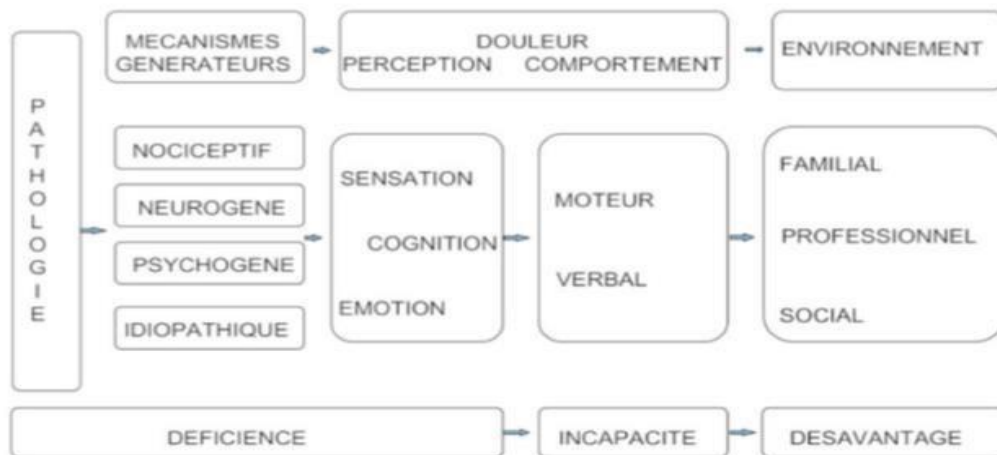 PATHOLOGIE
MECANISMES
GENERATEURS
DOULEUR
PERCEPTION COMPORTEMENT
ENVIRONNEMENT
NOCICEPTIF
NEUROGENE
PSYCHOGENE
IDIOPATHIQUE
SENSATION
COGNITION
EMOTION
MOTEUR
VERBAL
FAMILIAL
PROFESSIONNEL
SOCIAL
DEFICIENCE
INCAPACITE
DESAVANTAGE